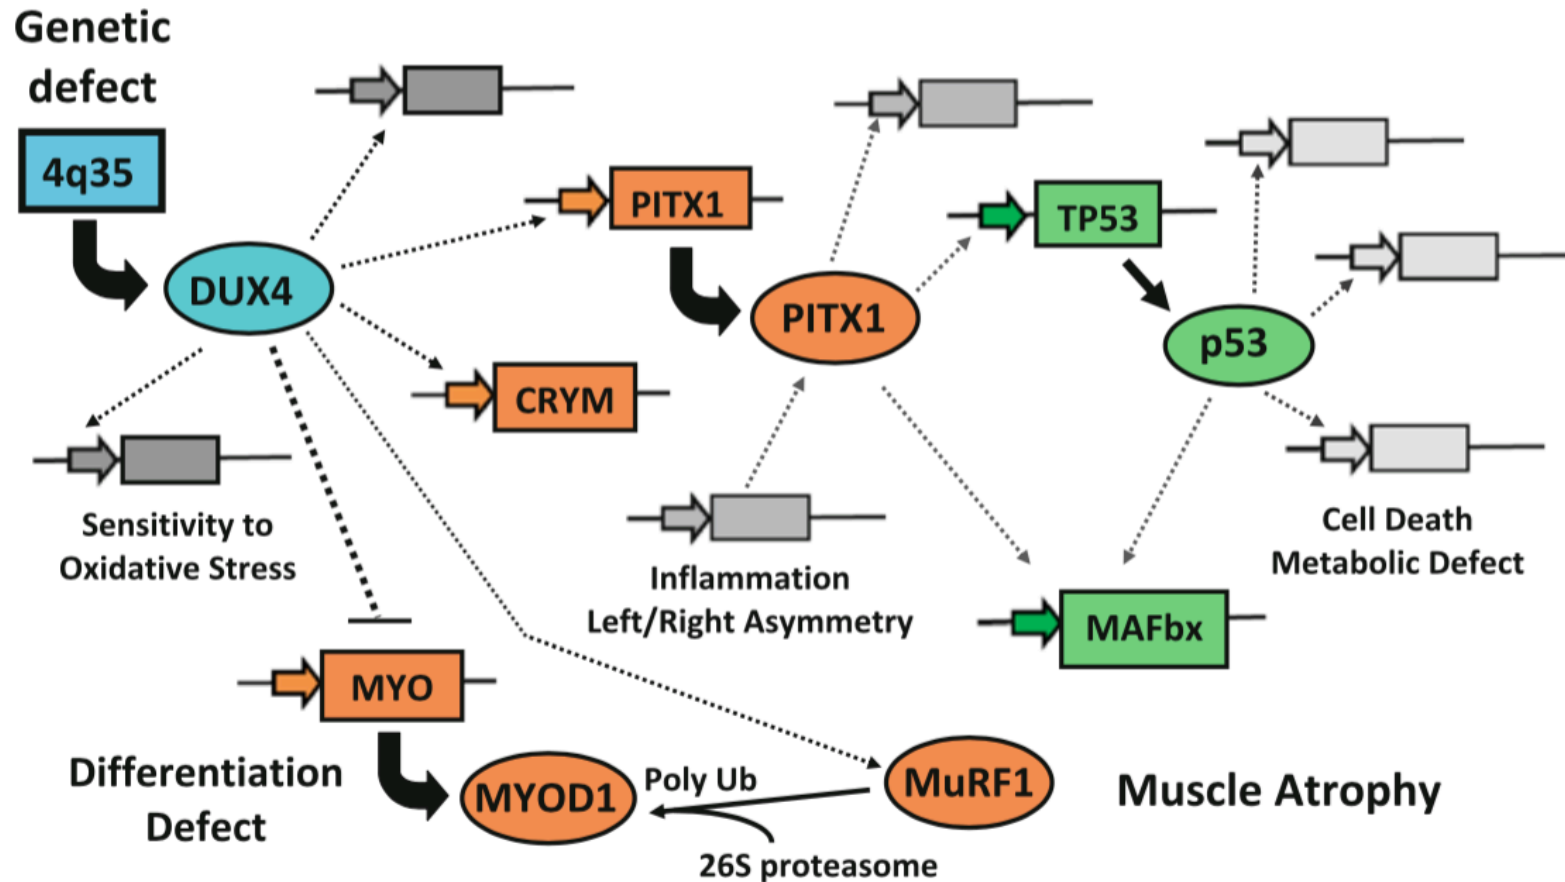 Genetic
defect
4q35
DUX4
PITX1
PITX1
TP53
p53
CRYM
Sensitivity to
Oxidative Stress
Inflammation
Left/Right Asymmetry
Cell Death
Metabolic Defect
MAFbx
MYO
Differentiation
Defect
MYOD1
Poly Ub
MuRF1
26S proteasome
Muscle Atrophy